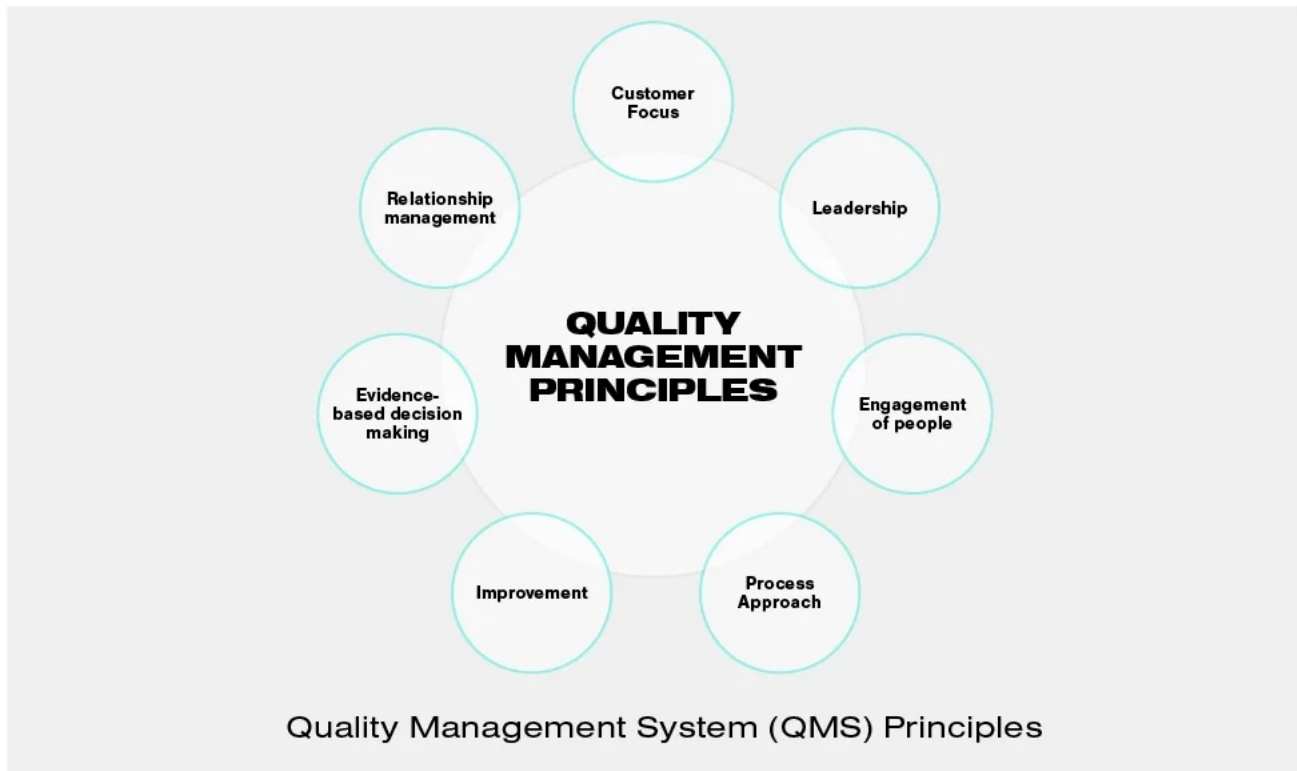 Customer
Focus
Relationship
management
Leadership
QUALITY
MANAGEMENT
PRINCIPLES
Evidence-
based decision
making
Engagement
of people
Improvement
Process
Approach
Quality Management System (QMS) Principles